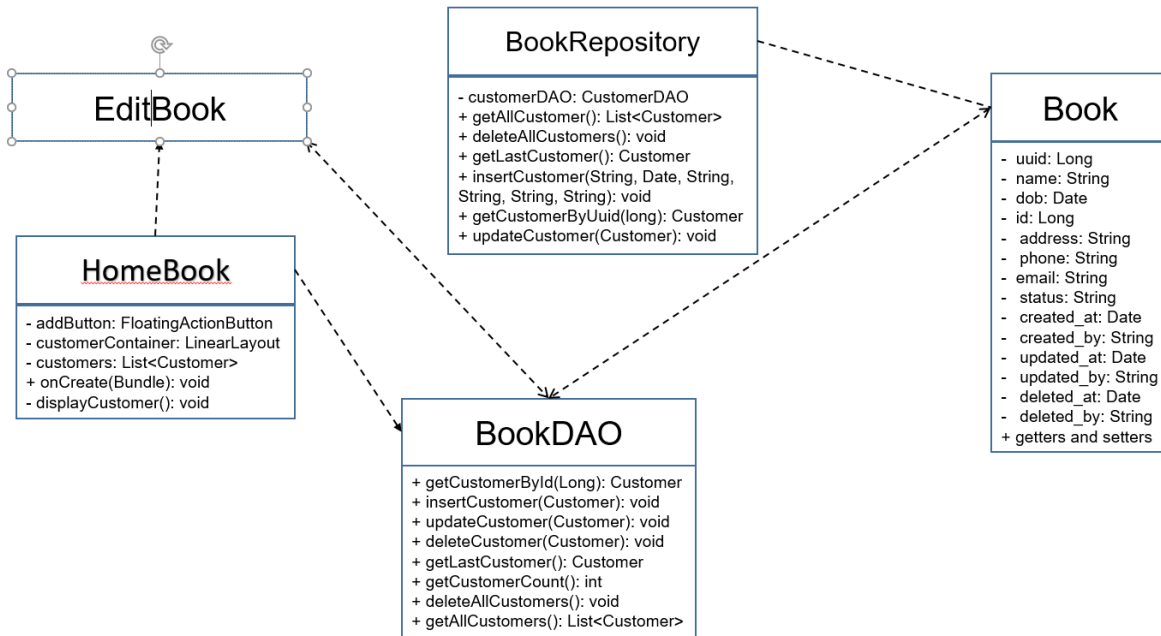 EditBook
HomeBook
- addButton: FloatingActionButton
- customerContainer: LinearLayout
- customers: List<Customer>
+ onCreate(Bundle): void
- displayCustomer(): void
BookRepository
- customerDAO: CustomerDAO
+ getAllCustomer(): List<Customer>
+ deleteAllCustomers(): void
+ getLastCustomer(): Customer
+ insertCustomer(String, Date, String,
String, String, String): void
+ getCustomerByUuid(long): Customer
+ updateCustomer(Customer): void
BookDAO
+ getCustomerById(Long): Customer
+ insertCustomer(Customer): void
+ updateCustomer(Customer): void
+ deleteCustomer(Customer): void
+ getLastCustomer(): Customer
+ getCustomerCount(): int
+ deleteAllCustomers(): void
+ getAllCustomers(): List<Customer>
Book
- uuid: Long
- name: String
- dob: Date
- id: Long
- address: String
- phone: String
- email: String
- status: String
- created_at: Date
- created_by: String
- updated_at: Date
- updated_by: String
- deleted_at: Date
- deleted_by: String
+ getters and setters